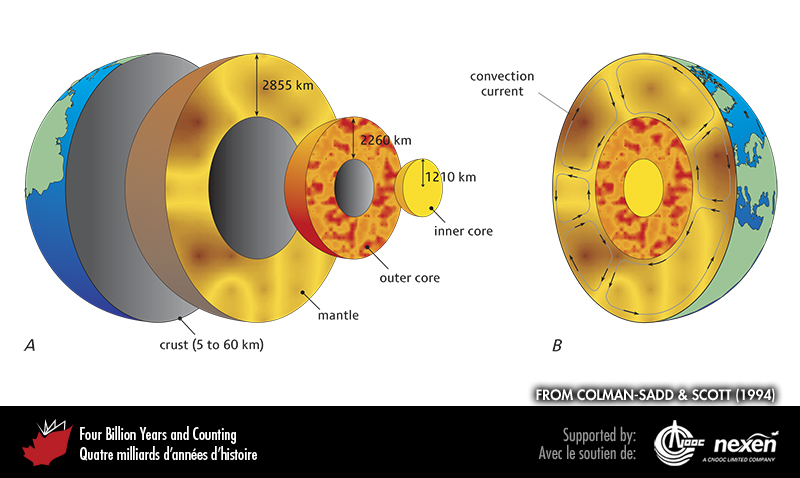 2855 km
2260 km
1210 km
inner core
outer core
mantle
crust (5 to 60 km)
A
convection
current
B
FROM COLMAN-SADD & SCOTT (1994)
Four Billion Years and Counting
Quatre milliards d'années d'histoire
Supported by:
Avec le soutien de:
CNOOC
nexen
A CNOOC LIMITED COMPANY